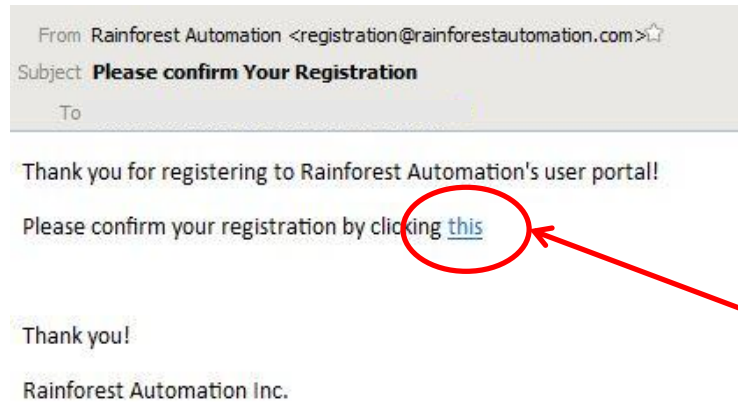 From Rainforest Automation <registration@rainforestautomation.com>
Subject Please confirm Your Registration
To
Thank you for registering to Rainforest Automation's user portal!
Please confirm your registration by clicking this
Thank you!
Rainforest Automation Inc.